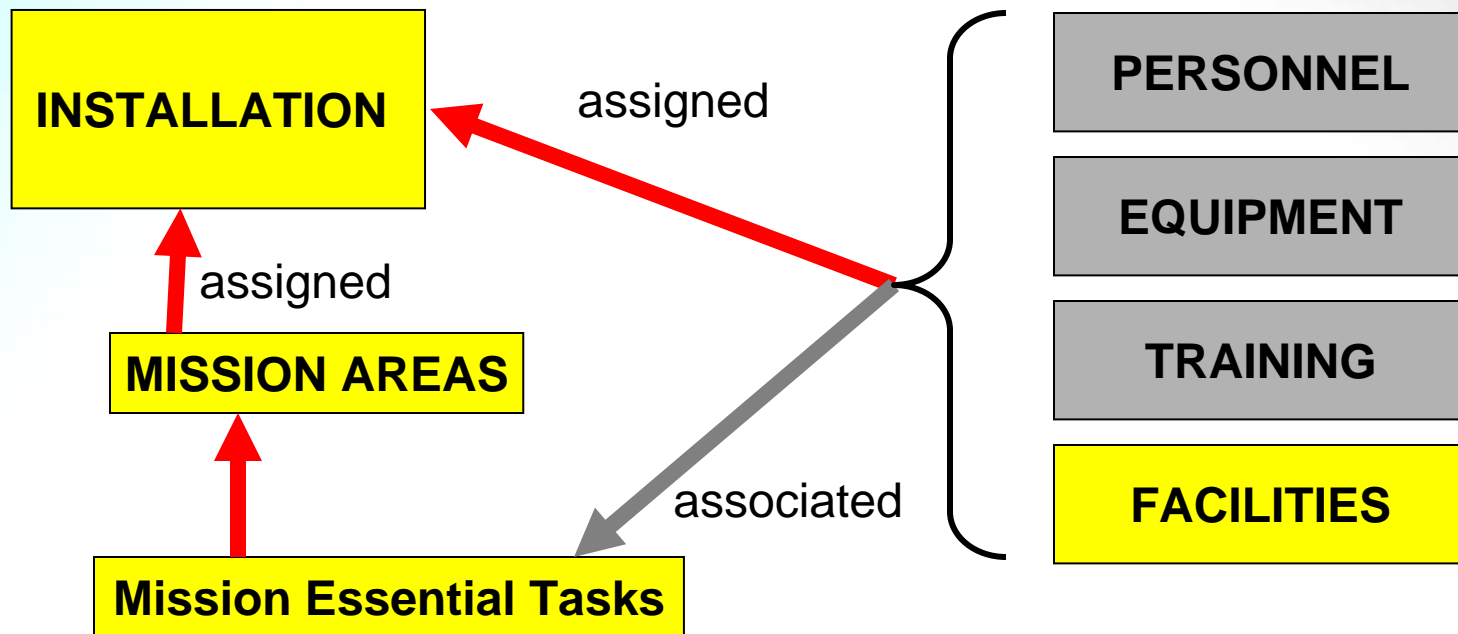 INSTALLATION
assigned
assigned
MISSION AREAS
associated
Mission Essential Tasks
PERSONNEL
EQUIPMENT
TRAINING
FACILITIES